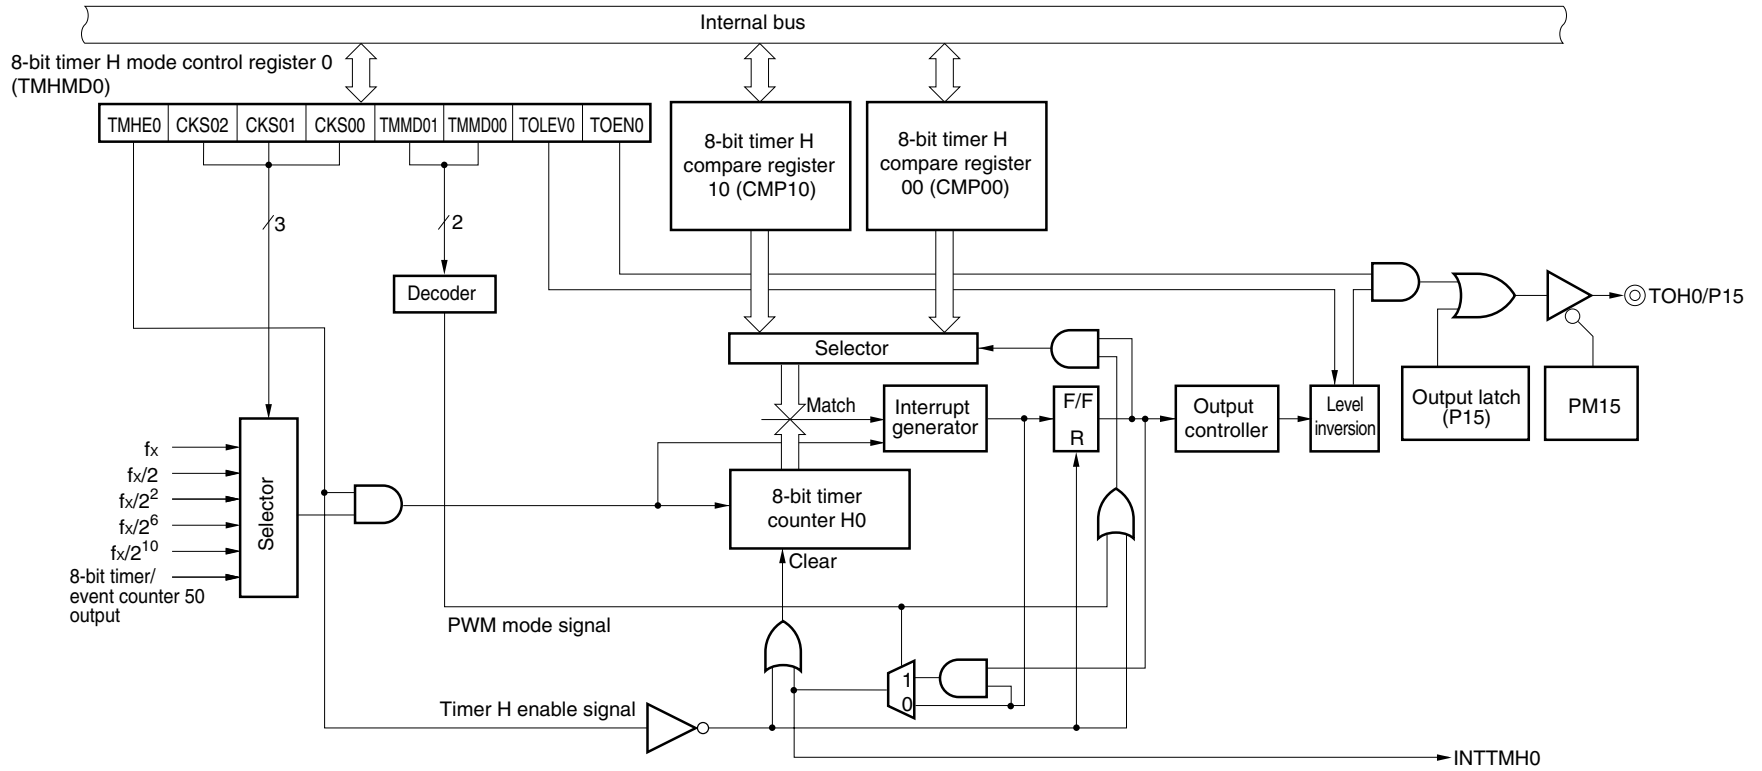 Internal bus
8-bit timer H mode control register 0
(TMHMD0)
TMHE0 CKS02 CKS01 CKS00 TMMD01 TMMD00 TOLEV0 TOEN0
8-bit timer H
compare register
10 (CMP10)
8-bit timer H
compare register
00 (CMP00)
3
2
Decoder
TOH0/P15
Selector
Match
Interrupt
generator
F/F
R
Output
controller
Level
inversion
Output latch
(P15)
PM15
fx
fx/2
fx/2²
fx/2⁶
fx/2¹⁰
8-bit timer/
event counter 50
output
Selector
8-bit timer
counter H0
Clear
PWM mode signal
1
0
Timer H enable signal
INTTMH0